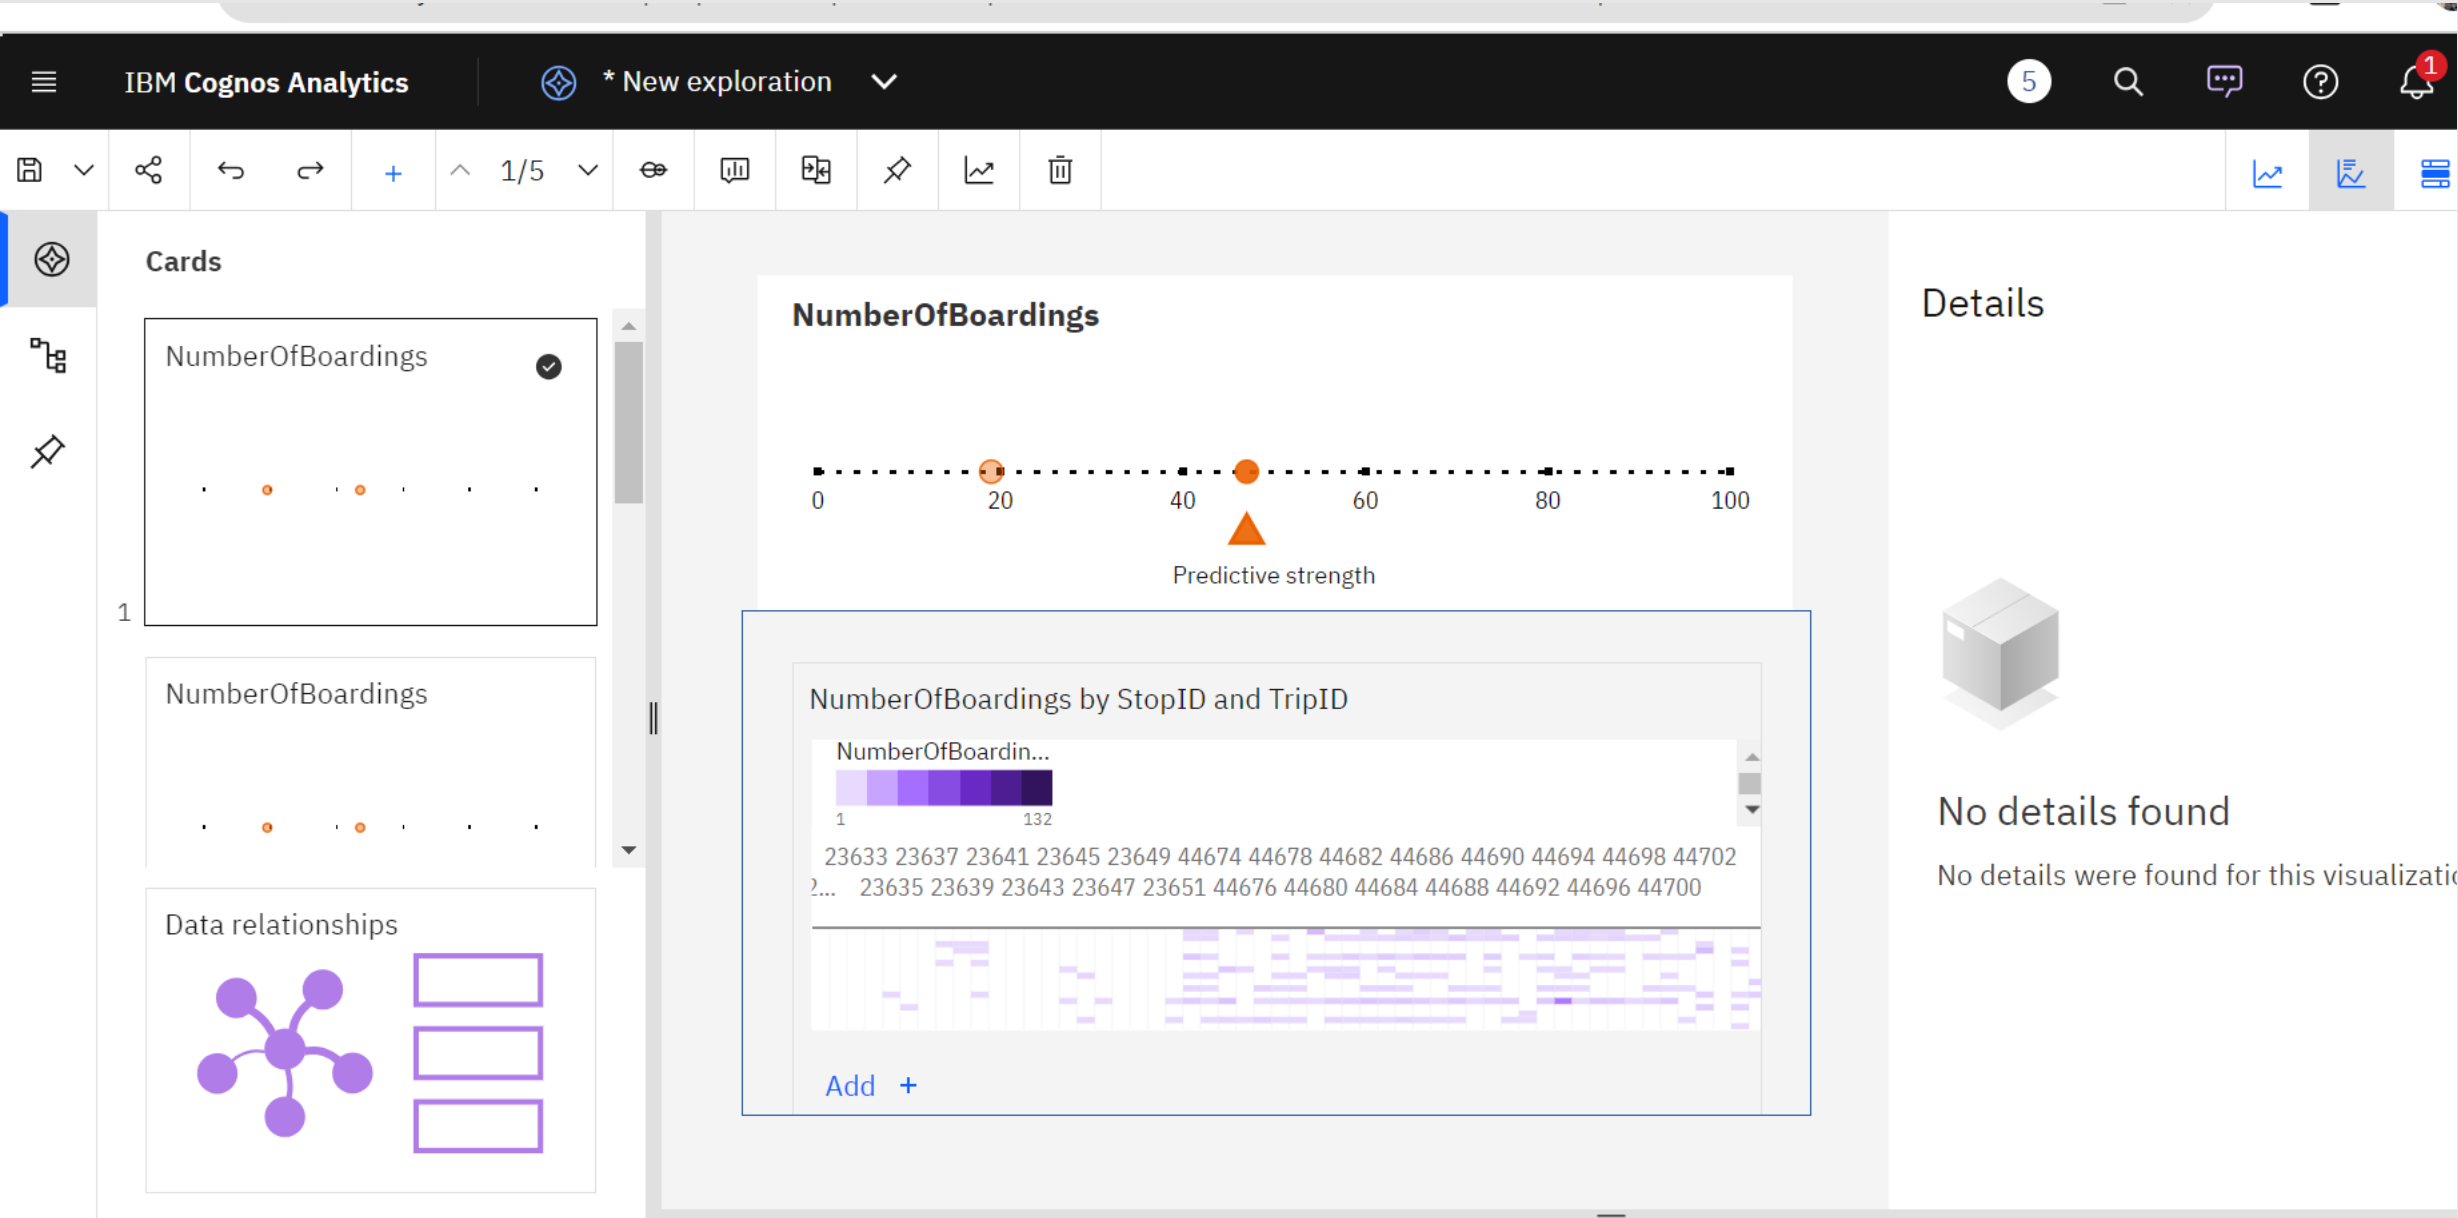 IBM Cognos Analytics
* New exploration
5
1
1/5
Cards
NumberOfBoardings
1
NumberOfBoardings
Data relationships
NumberOfBoardings
0 20 40 60 80 100
Predictive strength
NumberOfBoardings by StopID and TripID
NumberOfBoardin...
1 132
23633 23637 23641 23645 23649 44674 44678 44682 44686 44690 44694 44698 44702
2... 23635 23639 23643 23647 23651 44676 44680 44684 44688 44692 44696 44700
Add +
Details
No details found
No details were found for this visualizatio